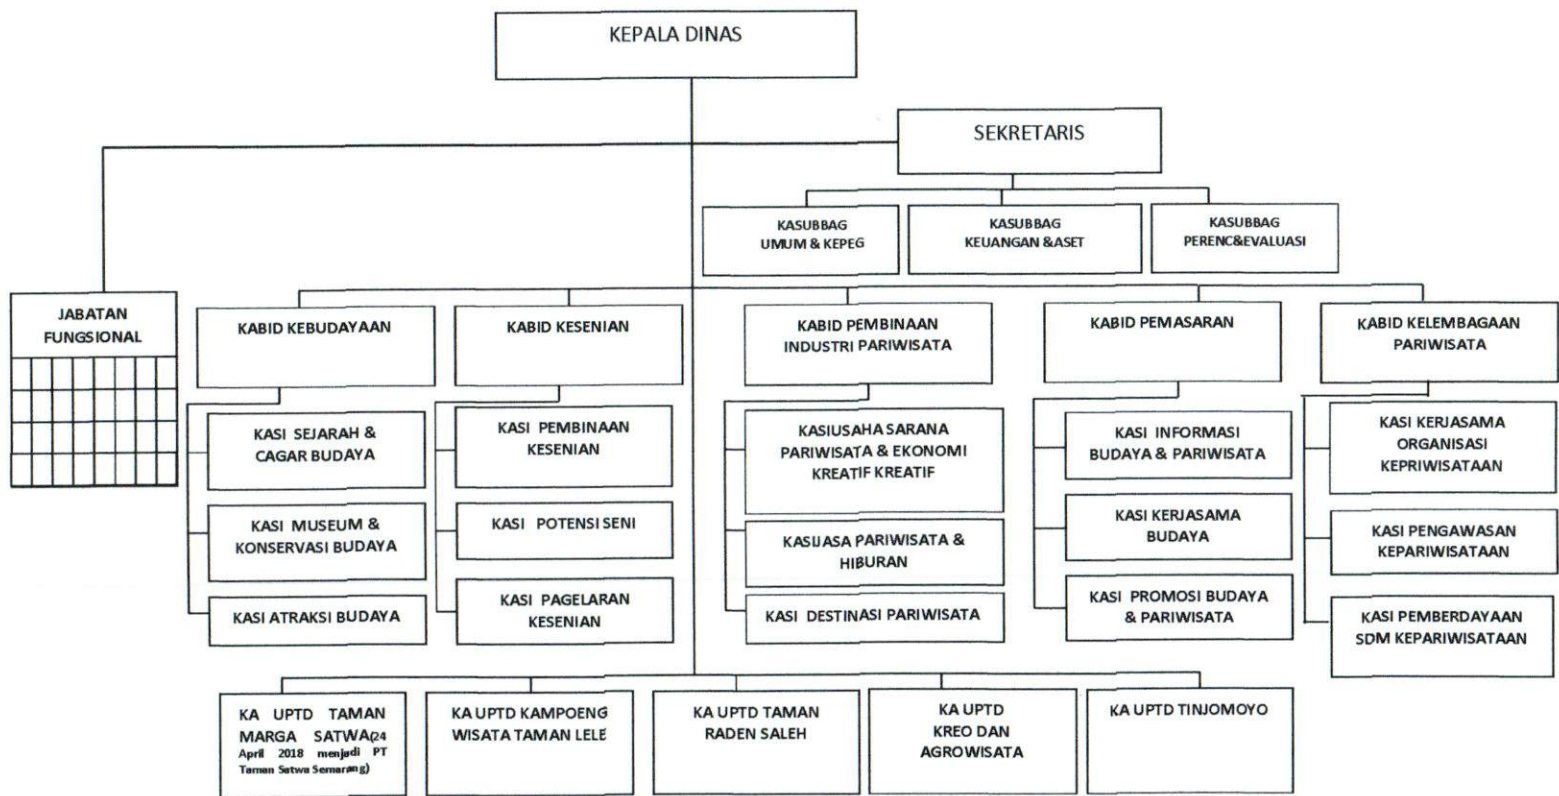 KEPALA DINAS
SEKRETARIS
KASUBBAG
UMUM & KEPEG
KASUBBAG
KEUANGAN &ASET
KASUBBAG
PERENC&EVALUASI
JABATAN
FUNGSIONAL
KABID KEBUDAYAAN
KABID KESENIAN
KABID PEMBINAAN
INDUSTRI PARIWISATA
KABID PEMASARAN
KABID KELEMBAGAAN
PARIWISATA
KASI SEJARAH &
CAGAR BUDAYA
KASI MUSEUM &
KONSERVASI BUDAYA
KASI ATRAKSI BUDAYA
KASI PEMBINAAN
KESENIAN
KASI POTENSI SENI
KASI PAGELARAN
KESENIAN
KASIUSAHA SARANA
PARIWISATA & EKONOMI
KREATIF KREATIF
KASIJASA PARIWISATA &
HIBURAN
KASI DESTINASI PARIWISATA
KASI INFORMASI
BUDAYA & PARIWISATA
KASI KERJASAMA
BUDAYA
KASI PROMOSI BUDAYA
& PARIWISATA
KASI KERJASAMA
ORGANISASI
KEPRIWISATAAN
KASI PENGAWASAN
KEPARIWISATAAN
KASI PEMBERDAYAAN
SDM KEPARIWISATAAN
KA UPTD TAMAN
MARGA SATWA(24
April 2018 menjadi PT
Taman Satwa Semarang)
KA UPTD KAMPOENG
WISATA TAMAN LELE
KA UPTD TAMAN
RADEN SALEH
KA UPTD
KREO DAN
AGROWISATA
KA UPTD TINJOMOYO